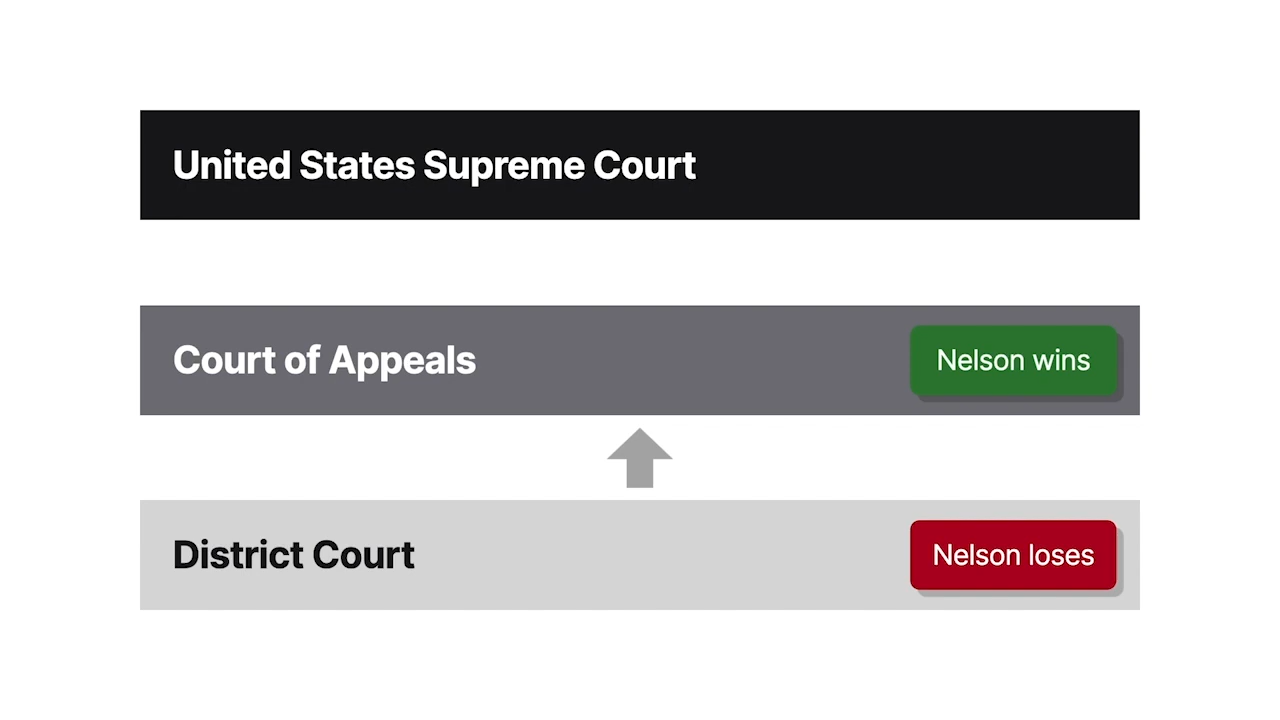 United States Supreme Court
Court of Appeals
Nelson wins
District Court
Nelson loses